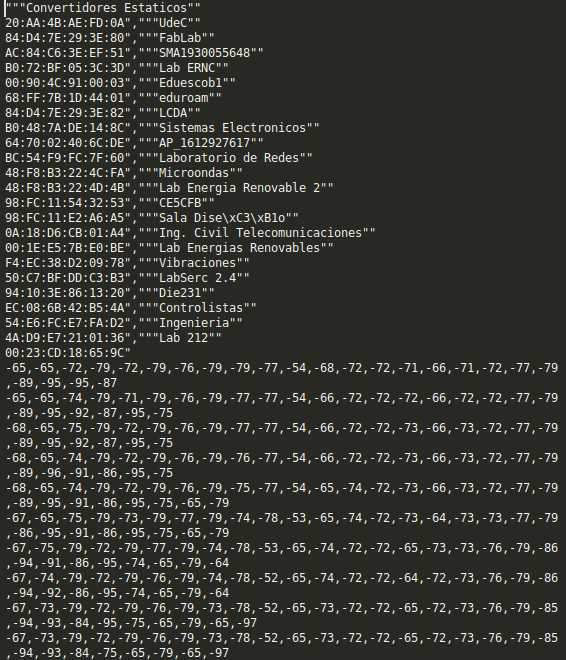 """Convertidores Estaticos""
20:AA:4B:AE:FD:0A","""UdeC""
84:D4:7E:29:3E:80","""FabLab""
AC:84:C6:3E:EF:51","""SMA1930055648""
B0:72:BF:05:3C:3D","""Lab ERNC""
00:90:4C:91:00:03","""Eduescob1""
68:FF:7B:1D:44:01","""eduroam""
84:D4:7E:29:3E:82","""LCDA""
B0:48:7A:DE:14:8C","""Sistemas Electronicos""
64:70:02:40:6C:DE","""AP_1612927617""
BC:54:F9:FC:7F:60","""Laboratorio de Redes""
48:F8:B3:22:4C:FA","""Microondas""
48:F8:B3:22:4D:4B","""Lab Energia Renovable 2""
98:FC:11:54:32:53","""CE5CFB""
98:FC:11:E2:A6:A5","""Sala Dise\xC3\xB1o""
0A:18:D6:CB:01:A4","""Ing. Civil Telecomunicaciones""
00:1E:E5:7B:E0:BE","""Lab Energias Renovables""
F4:EC:38:D2:09:78","""Vibraciones""
50:C7:BF:DD:C3:B3","""LabSerc 2.4""
94:10:3E:86:13:20","""Die231""
EC:08:6B:42:B5:4A","""Controlistas""
54:E6:FC:E7:FA:D2","""Ingenieria""
4A:D9:E7:21:01:36","""Lab 212""
00:23:CD:18:65:9C"
-65,-65,-72,-79,-72,-79,-76,-79,-79,-77,-54,-68,-72,-72,-71,-66,-71,-72,-77,-79
,-89,-95,-95,-87
-65,-65,-74,-79,-71,-79,-76,-79,-77,-77,-54,-66,-72,-72,-72,-66,-72,-72,-77,-79
,-89,-95,-92,-87,-95,-75
-68,-65,-75,-79,-72,-79,-76,-79,-77,-77,-54,-66,-72,-72,-73,-66,-73,-72,-77,-79
,-89,-95,-92,-87,-95,-75
-68,-65,-74,-79,-72,-79,-76,-79,-76,-77,-54,-66,-72,-72,-73,-66,-73,-72,-77,-79
,-89,-96,-91,-86,-95,-75
-68,-65,-74,-79,-72,-79,-76,-79,-75,-77,-54,-65,-74,-72,-73,-66,-73,-72,-77,-79
,-89,-95,-91,-86,-95,-75,-65,-79
-67,-65,-75,-79,-73,-79,-77,-79,-74,-78,-53,-65,-74,-72,-73,-64,-73,-73,-77,-79
,-86,-95,-91,-86,-95,-75,-65,-79
-67,-75,-79,-72,-79,-77,-79,-74,-78,-53,-65,-74,-72,-72,-65,-73,-73,-76,-79,-86
,-94,-91,-86,-95,-74,-65,-79,-64
-67,-74,-79,-72,-79,-76,-79,-74,-78,-52,-65,-74,-72,-72,-64,-72,-73,-76,-79,-86
,-94,-92,-86,-95,-74,-65,-79,-64
-67,-73,-79,-72,-79,-76,-79,-73,-78,-52,-65,-73,-72,-72,-65,-72,-73,-76,-79,-85
,-94,-93,-84,-95,-75,-65,-79,-65,-97
-67,-73,-79,-72,-79,-76,-79,-73,-78,-52,-65,-73,-72,-72,-65,-72,-73,-76,-79,-85
,-94,-93,-84,-75,-65,-79,-65,-97